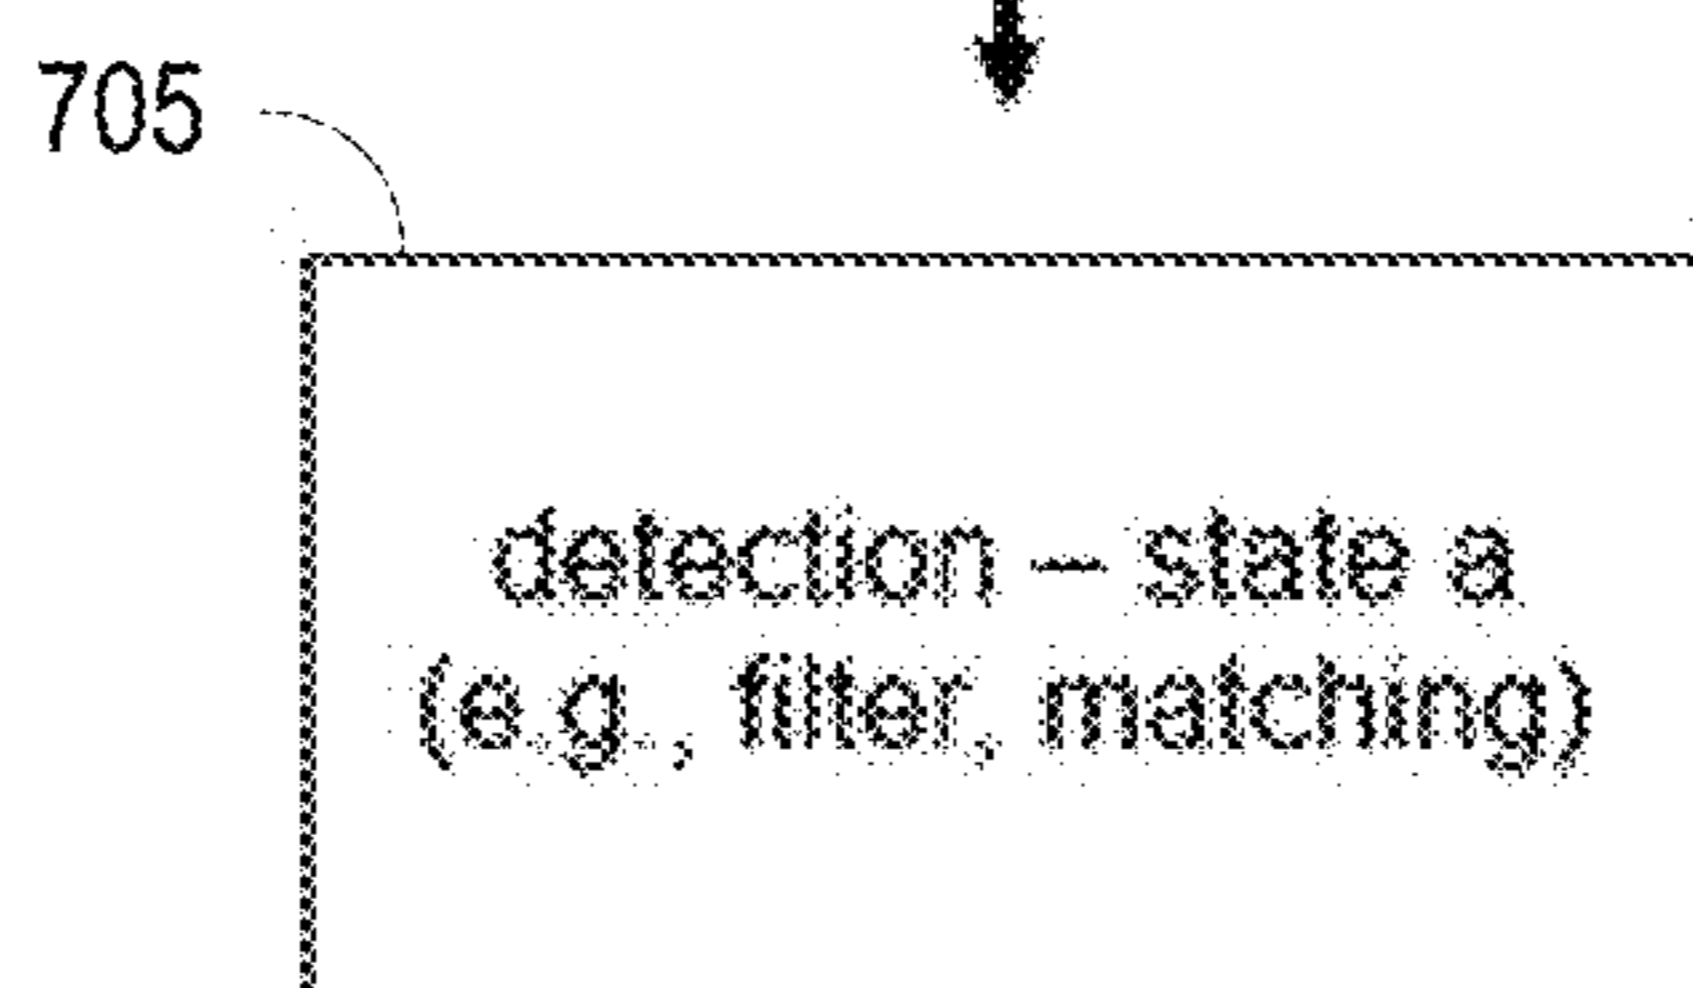 705
detection – state a
(e.g., filter, matching)